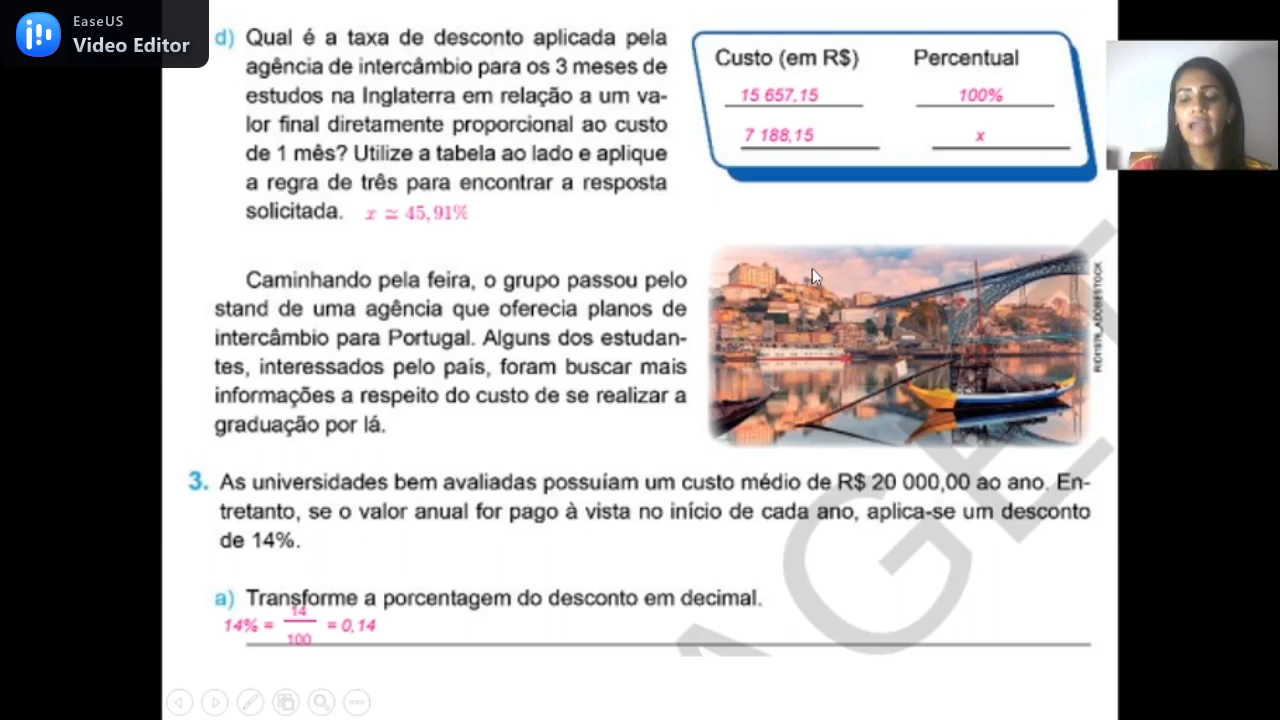 EaseUS
Video Editor
d) Qual é a taxa de desconto aplicada pela
agência de intercâmbio para os 3 meses de
estudos na Inglaterra em relação a um va-
lor final diretamente proporcional ao custo
de 1 mês? Utilize a tabela ao lado e aplique
a regra de três para encontrar a resposta
solicitada. x ≃ 45,91%
Custo (em R$) Percentual
15 657,15 100%
7 188,15 x
Caminhando pela feira, o grupo passou pelo
stand de uma agência que oferecia planos de
intercâmbio para Portugal. Alguns dos estudan-
tes, interessados pelo país, foram buscar mais
informações a respeito do custo de se realizar a
graduação por lá.
3. As universidades bem avaliadas possuíam um custo médio de R$ 20 000,00 ao ano. En-
tretanto, se o valor anual for pago à vista no início de cada ano, aplica-se um desconto
de 14%.
a) Transforme a porcentagem do desconto em decimal.
14% = 14/100 = 0,14